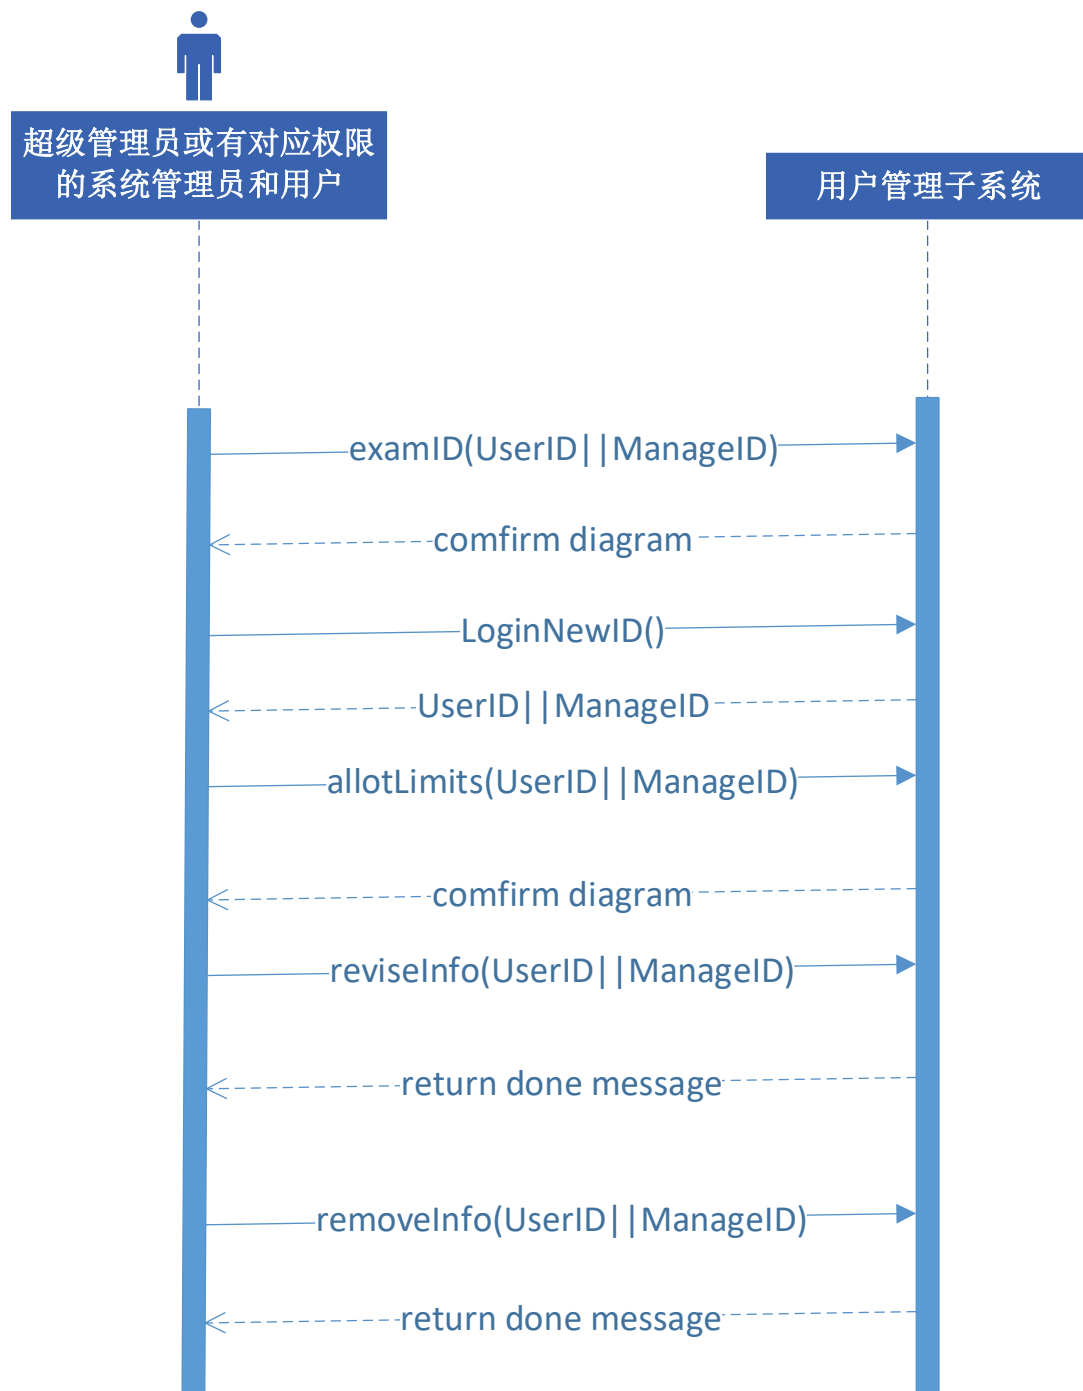 超级管理员或有对应权限
的系统管理员和用户
用户管理子系统
examID(UserID||ManageID)
comfirm diagram
LoginNewID()
UserID||ManageID
allotLimits(UserID||ManageID)
comfirm diagram
reviseInfo(UserID||ManageID)
return done message
removeInfo(UserID||ManageID)
return done message